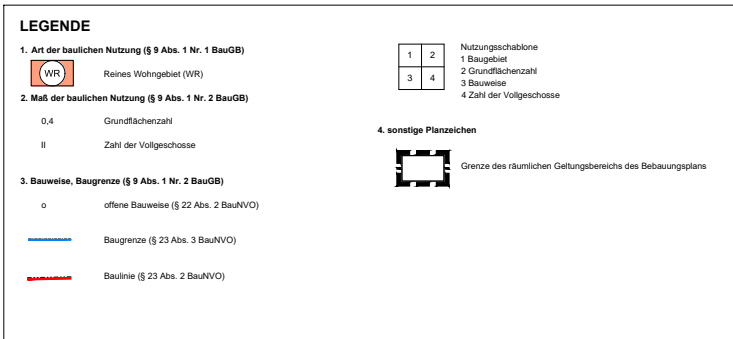 LEGENDE
1. Art der baulichen Nutzung (§ 9 Abs. 1 Nr. 1 BauGB)
WR
Reines Wohngebiet (WR)
2. Maß der baulichen Nutzung (§ 9 Abs. 1 Nr. 2 BauGB)
0,4 Grundflächenzahl
II Zahl der Vollgeschosse
3. Bauweise, Baugrenze (§ 9 Abs. 1 Nr. 2 BauGB)
o offene Bauweise (§ 22 Abs. 2 BauNVO)
Baugrenze (§ 23 Abs. 3 BauNVO)
Baulinie (§ 23 Abs. 2 BauNVO)
1 2
3 4
Nutzungsschablone
1 Baugebiet
2 Grundflächenzahl
3 Bauweise
4 Zahl der Vollgeschosse
4. sonstige Planzeichen
Grenze des räumlichen Geltungsbereichs des Bebauungsplans